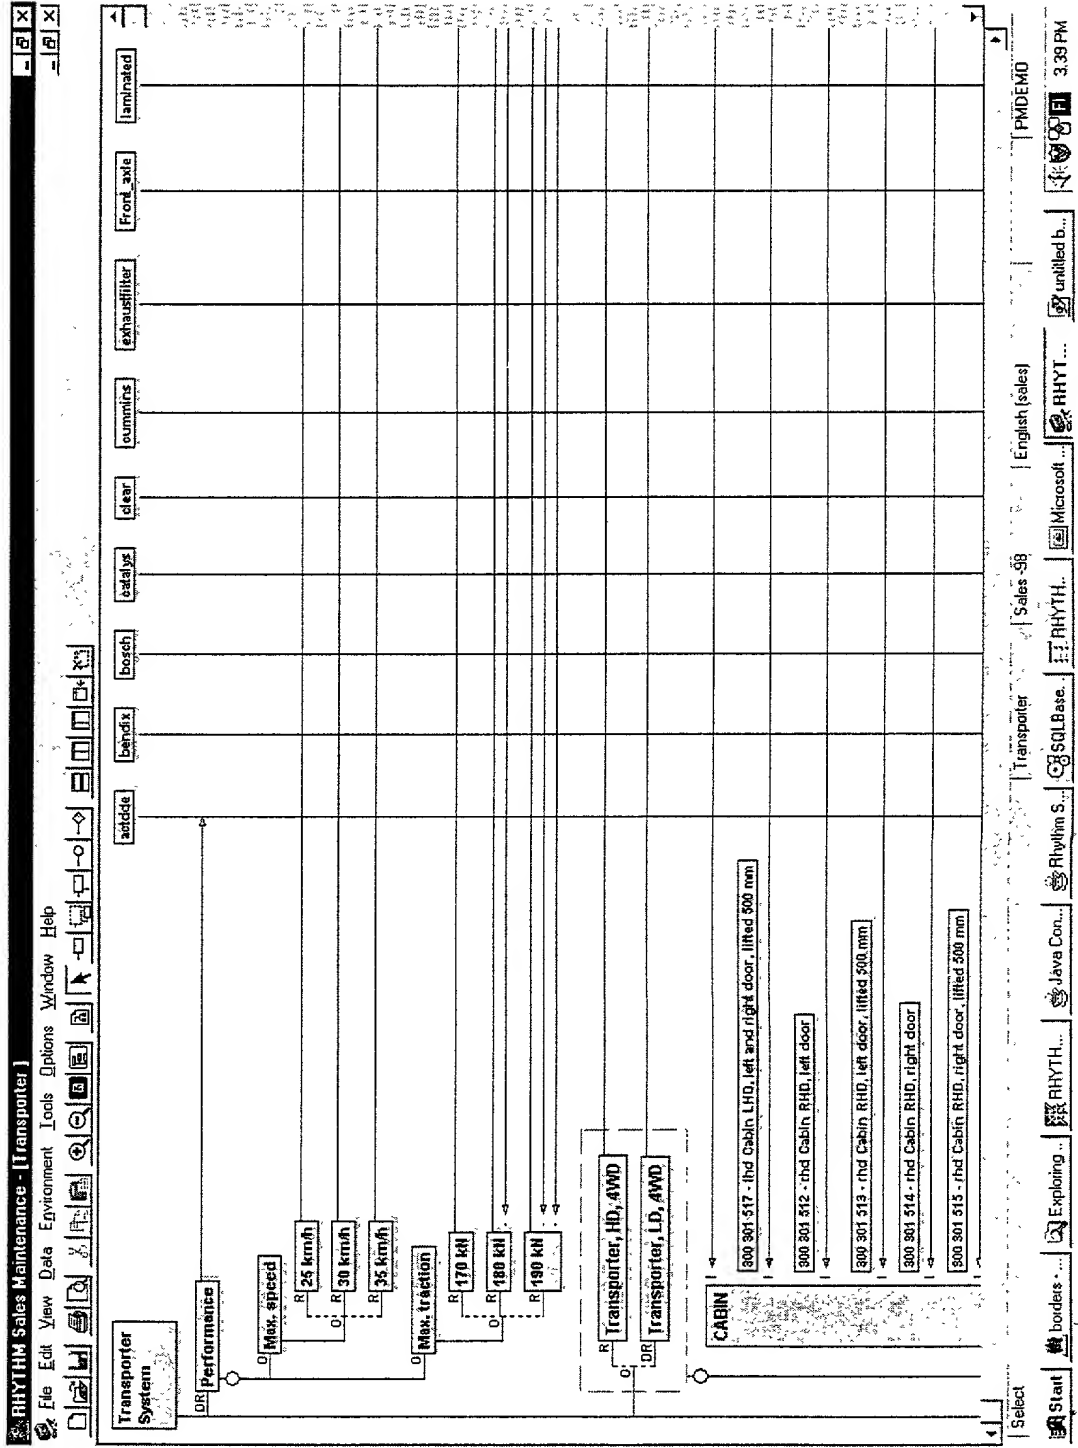 RHYTHM Sales Maintenance - [Transporter ]
File Edit View Data Environment Tools Options Window Help
Transporter
System
actdde
bendix
bosch
catalys
clear
cummins
exhaustfilter
Front_axle
laminated
DR
Performance
O
Max. speed
R
25 km/h
O
30 km/h
R
35 km/h
O
Max. traction
R
170 kN
O
180 kN
R
190 kN
R
Transporter, HD, 4WD
O
DR
Transporter, LD, 4WD
CABIN
I
300 301 517 - lhd Cabin LHD, left and right door, lifted 500 mm
I
300 301 512 - rhd Cabin RHD, left door
I
300 301 513 - rhd Cabin RHD, left door, lifted 500 mm
I
300 301 514 - rhd Cabin RHD, right door
I
300 301 515 - rhd Cabin RHD, right door, lifted 500 mm
Select
Transporter
Sales -98
English (sales)
PMDEMO
Start
borders - ...
Exploring ..
RHYTH...
Java Con...
Rhythm S...
SQLBase..
RHYTH..
Microsoft ...
RHYT...
untitled b...
3.39 PM